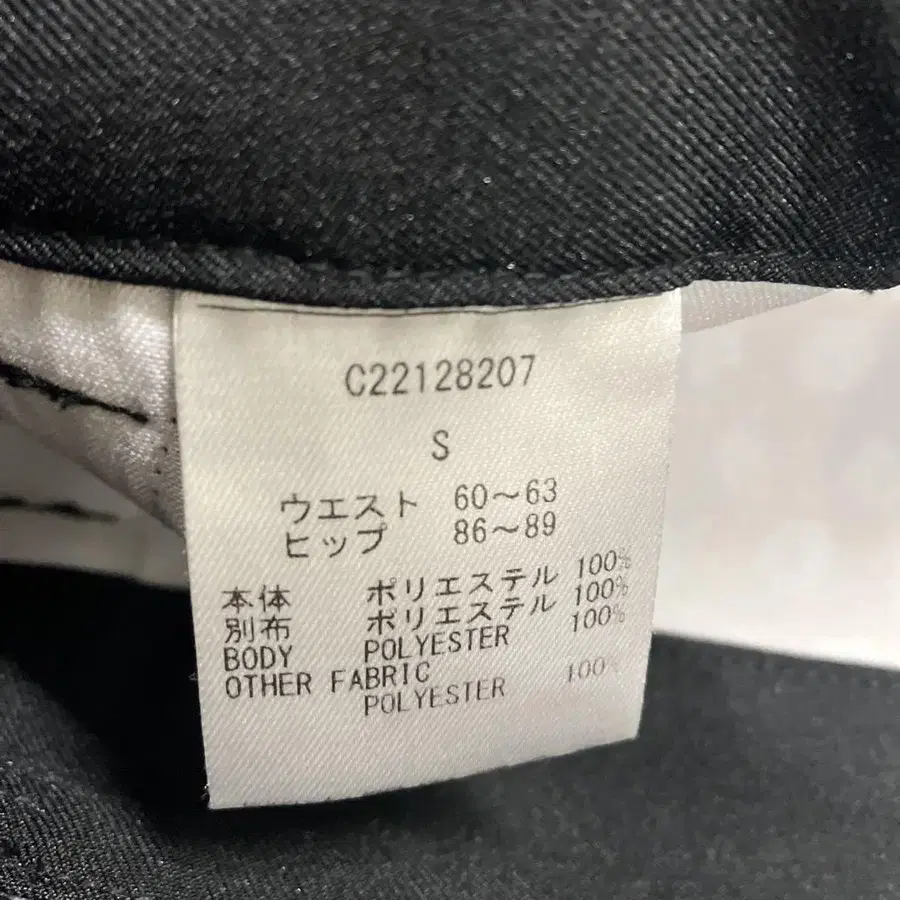 C22128207
S
ウエスト 60～63
ヒップ 86～89
本体 ポリエステル 100%
別布 ポリエステル 100%
BODY POLYESTER 100%
OTHER FABRIC
POLYESTER 100%